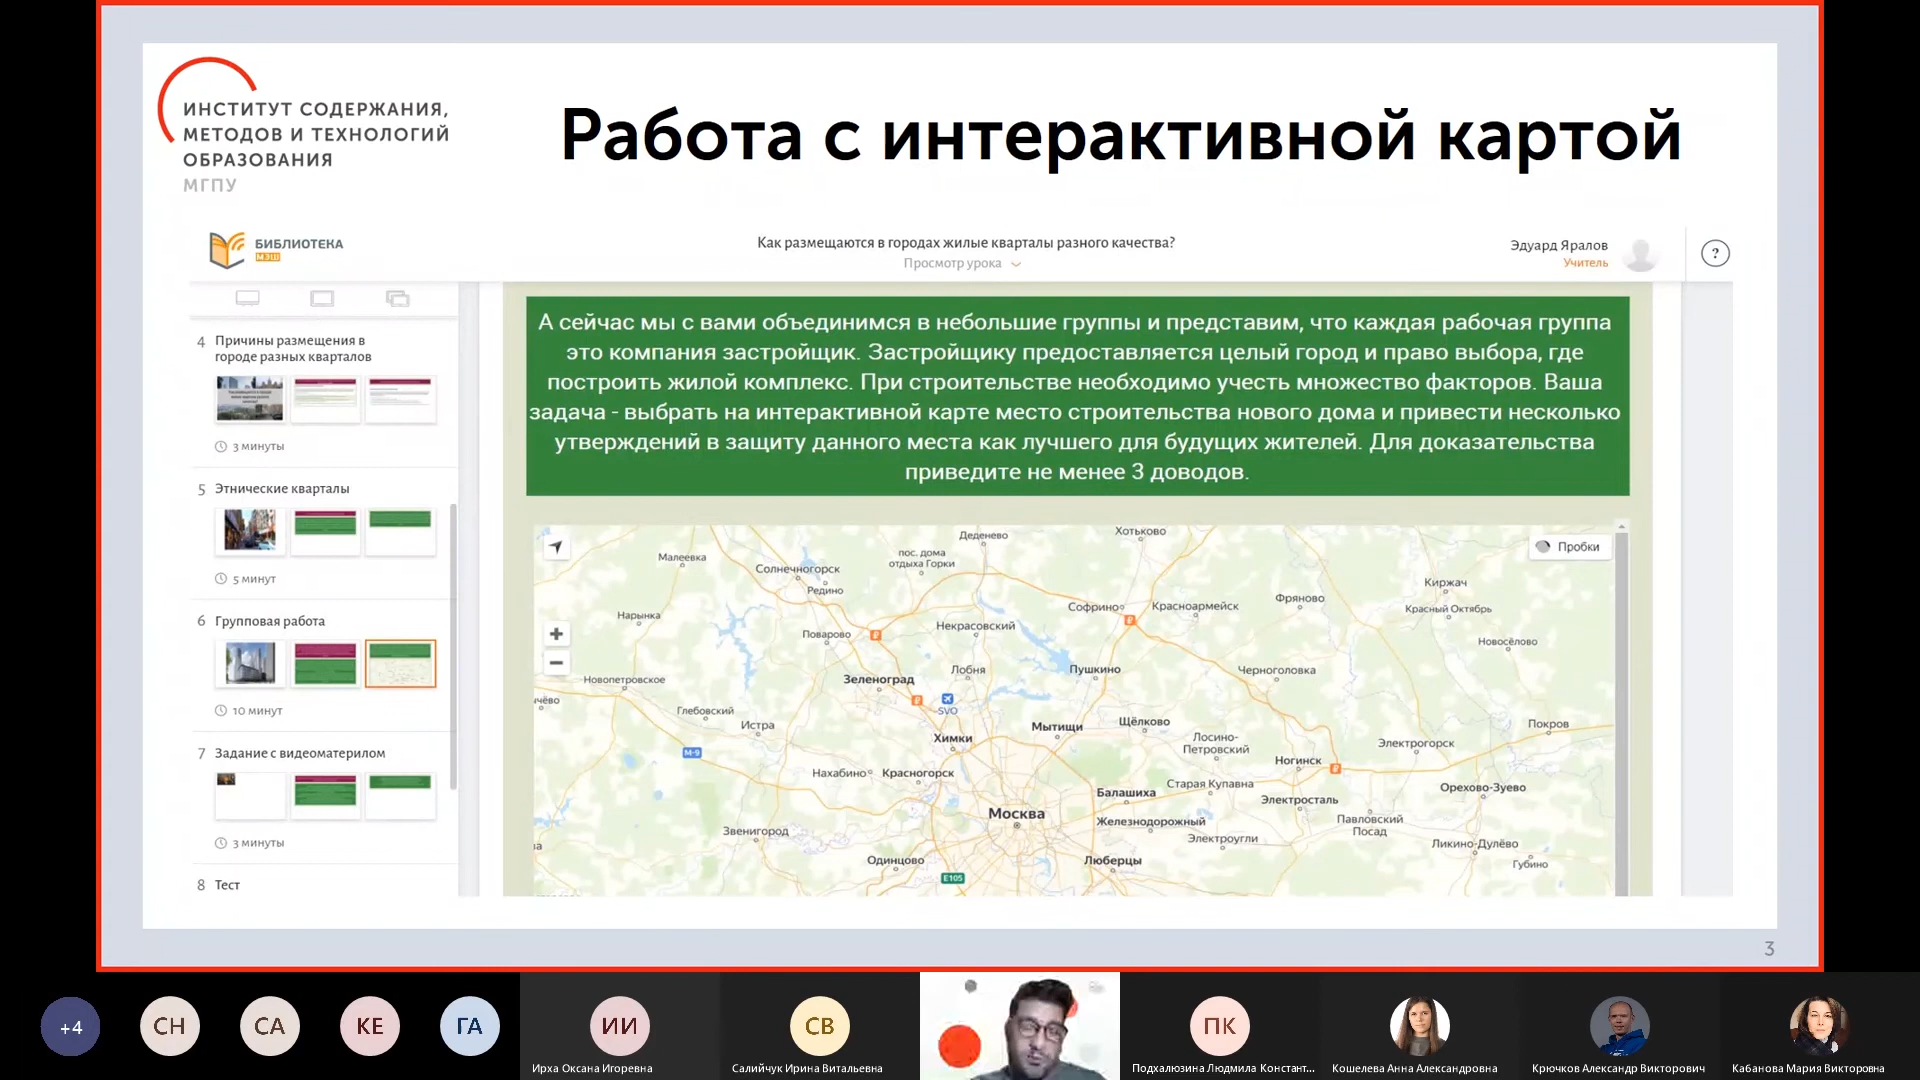 ИНСТИТУТ СОДЕРЖАНИЯ,
МЕТОДОВ И ТЕХНОЛОГИЙ
ОБРАЗОВАНИЯ
МГПУ
Работа с интерактивной картой
БИБЛИОТЕКА
МЭШ
Как размещаются в городах жилые кварталы разного качества?
Просмотр урока
Эдуард Яралов
Учитель
?
4 Причины размещения в
городе разных кварталов
3 минуты
5 Этнические кварталы
5 минут
6 Групповая работа
10 минут
7 Задание с видеоматерилом
3 минуты
8 Тест
А сейчас мы с вами объединимся в небольшие группы и представим, что каждая рабочая группа
это компания застройщик. Застройщику предоставляется целый город и право выбора, где
построить жилой комплекс. При строительстве необходимо учесть множество факторов. Ваша
задача - выбрать на интерактивной карте место строительства нового дома и привести несколько
утверждений в защиту данного места как лучшего для будущих жителей. Для доказательства
приведите не менее 3 доводов.
Хотьково
Деденево
Пробки
пос. дома
отдыха Горки
Малеевка
Солнечногорск
Редино
Киржач
Фряново
Софрино
Красноармейск
Красный Октябрь
Нарынка
Некрасовский
Поварово
Новосёлово
Лобня
Пушкино
Черноголовка
Новопетровское
Зеленоград
SVO
Глебовский
Истра
Мытищи
Щёлково
Покров
Химки
Лосино-
Петровский
Электрогорск
М-9
Ногинск
Нахабино
Красногорск
Старая Купавна
Балашиха
Электросталь
Орехово-Зуево
Москва
Железнодорожный
Павловский
Посад
Звенигород
Электроугли
Ликино-Дулёво
Одинцово
Люберцы
Губино
E105
3
+4
СН
СА
КЕ
ГА
ИИ
Ирха Оксана Игоревна
СВ
Салийчук Ирина Витальевна
ПК
Подхалюзина Людмила Констант...
Кошелева Анна Александровна
Крючков Александр Викторович
Кабанова Мария Викторовна